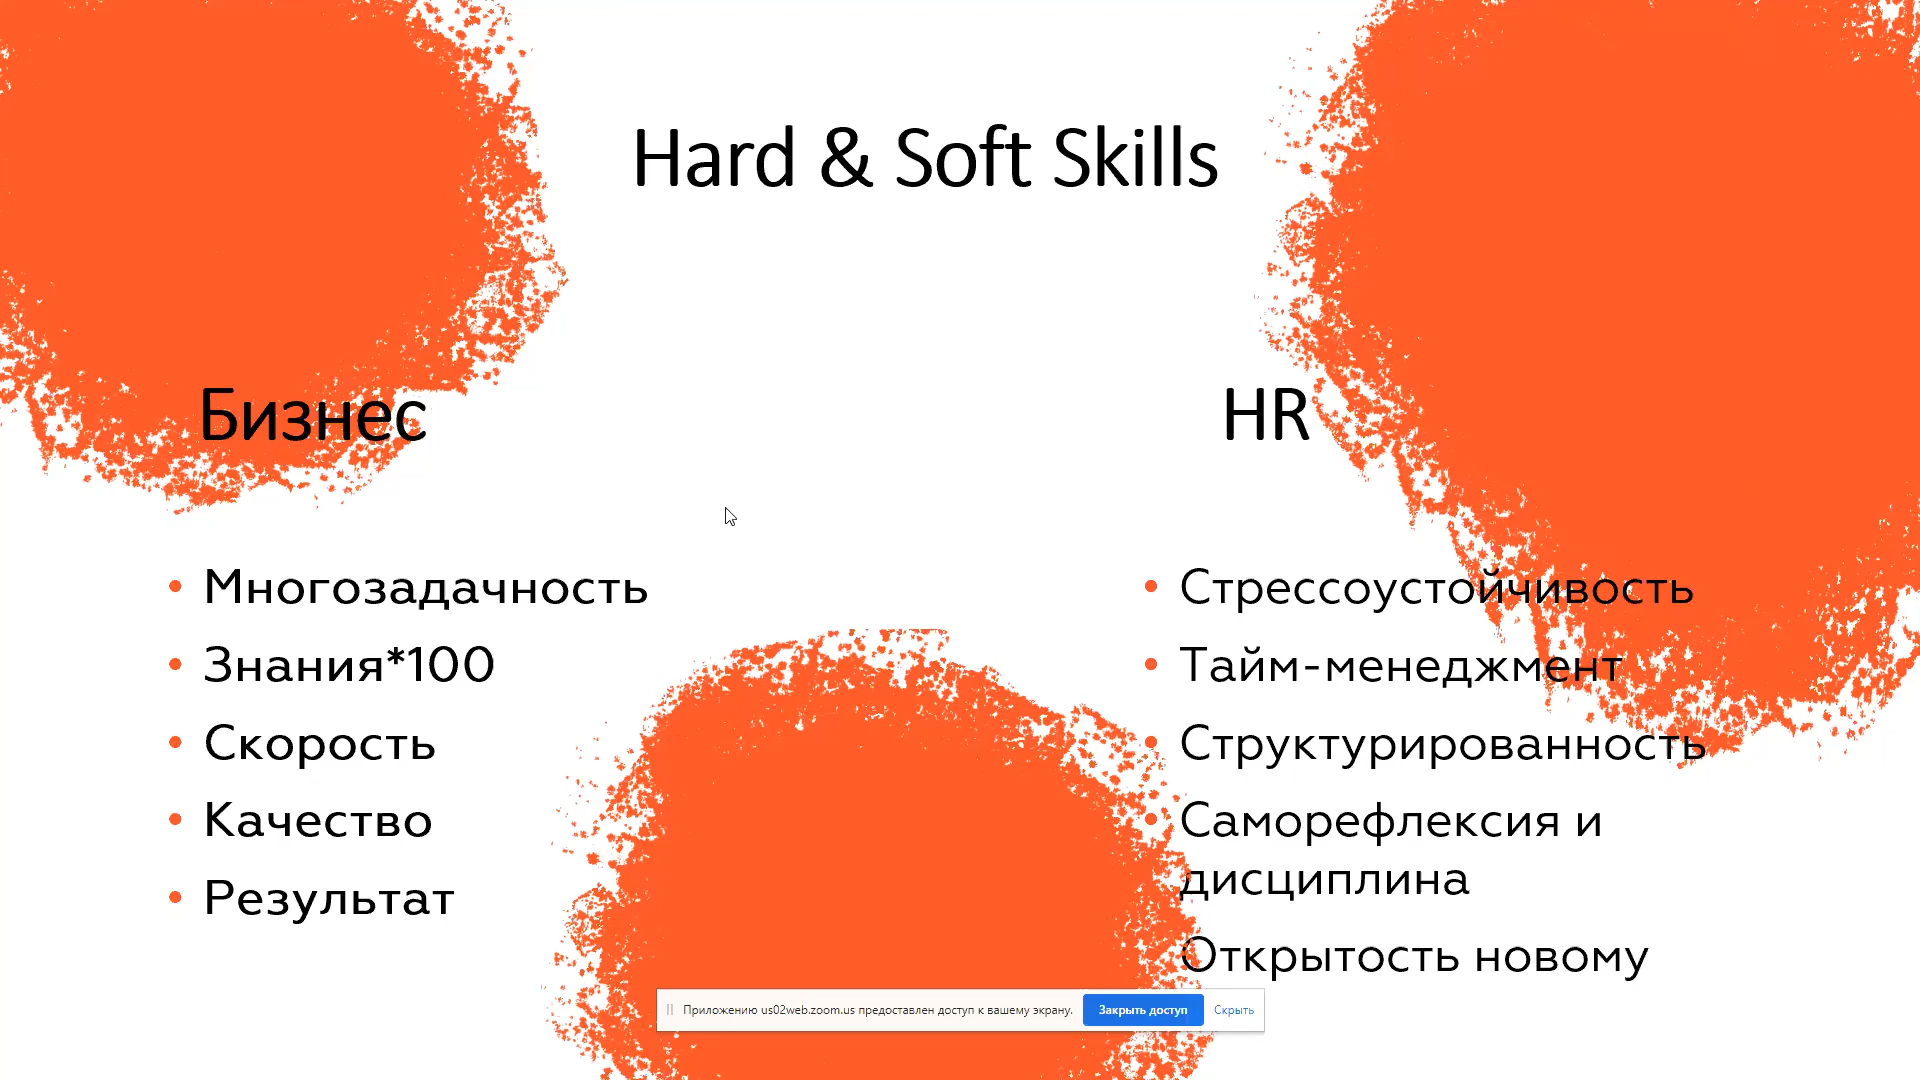 Hard & Soft Skills
Бизнес
• Многозадачность
• Знания*100
• Скорость
• Качество
• Результат
HR
• Стрессоустойчивость
• Тайм-менеджмент
• Структурированность
• Саморефлексия и
дисциплина
Открытость новому
Приложению us02web.zoom.us предоставлен доступ к вашему экрану.
Закрыть доступ
Скрыть